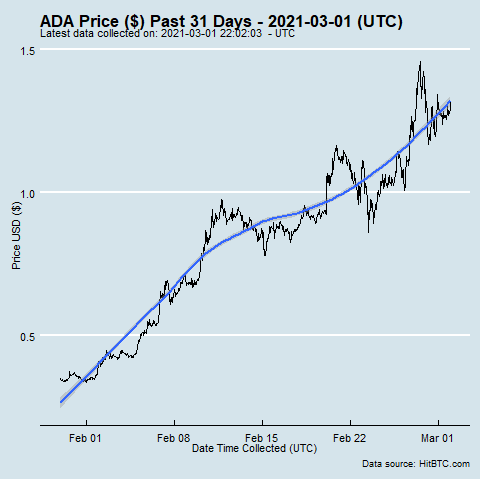 ADA Price ($) Past 31 Days - 2021-03-01 (UTC)
Latest data collected on: 2021-03-01 22:02:03  - UTC
1.5
1.0
0.5
Price USD ($)
Feb 01
Feb 08
Feb 15
Feb 22
Mar 01
Date Time Collected (UTC)
Data source: HitBTC.com